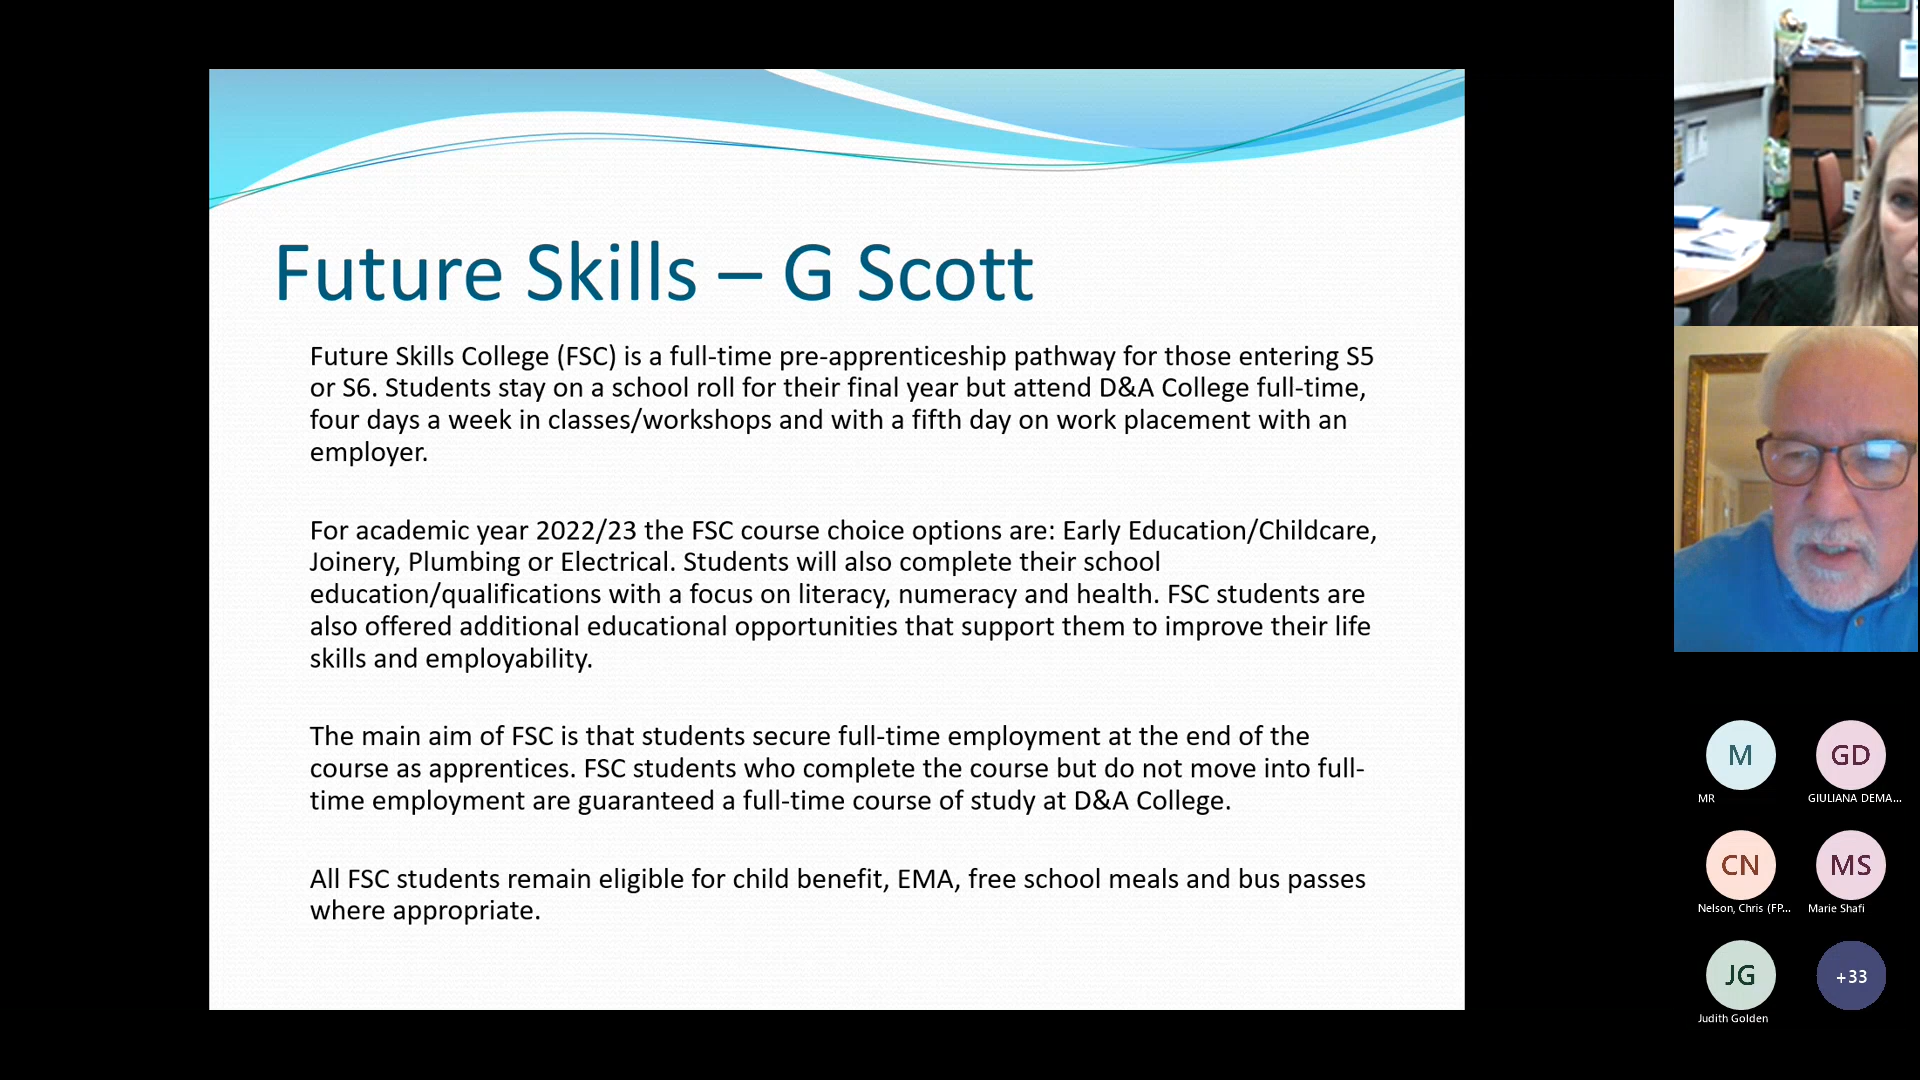 Future Skills – G Scott
Future Skills College (FSC) is a full-time pre-apprenticeship pathway for those entering S5
or S6. Students stay on a school roll for their final year but attend D&A College full-time,
four days a week in classes/workshops and with a fifth day on work placement with an
employer.
For academic year 2022/23 the FSC course choice options are: Early Education/Childcare,
Joinery, Plumbing or Electrical. Students will also complete their school
education/qualifications with a focus on literacy, numeracy and health. FSC students are
also offered additional educational opportunities that support them to improve their life
skills and employability.
The main aim of FSC is that students secure full-time employment at the end of the
course as apprentices. FSC students who complete the course but do not move into full-
time employment are guaranteed a full-time course of study at D&A College.
All FSC students remain eligible for child benefit, EMA, free school meals and bus passes
where appropriate.
M
GD
MR
GIULIANA DEMA...
CN
MS
Nelson, Chris (FP...
Marie Shafi
JG
+33
Judith Golden